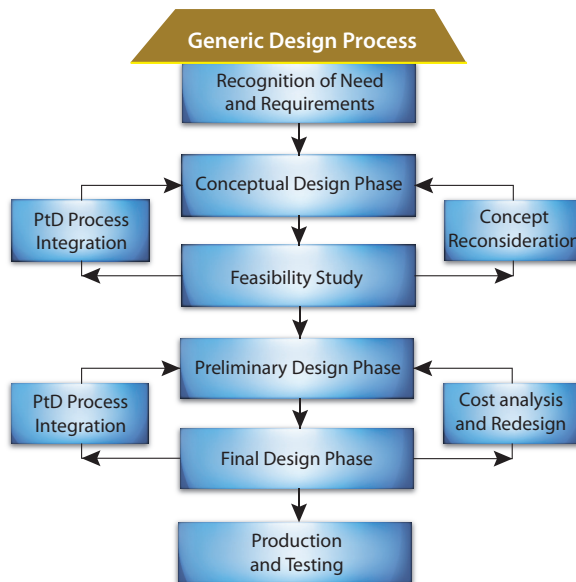 Generic Design Process
Recognition of Need
and Requirements
Conceptual Design Phase
PtD Process
Integration
Concept
Reconsideration
Feasibility Study
Preliminary Design Phase
PtD Process
Integration
Cost analysis
and Redesign
Final Design Phase
Production
and Testing